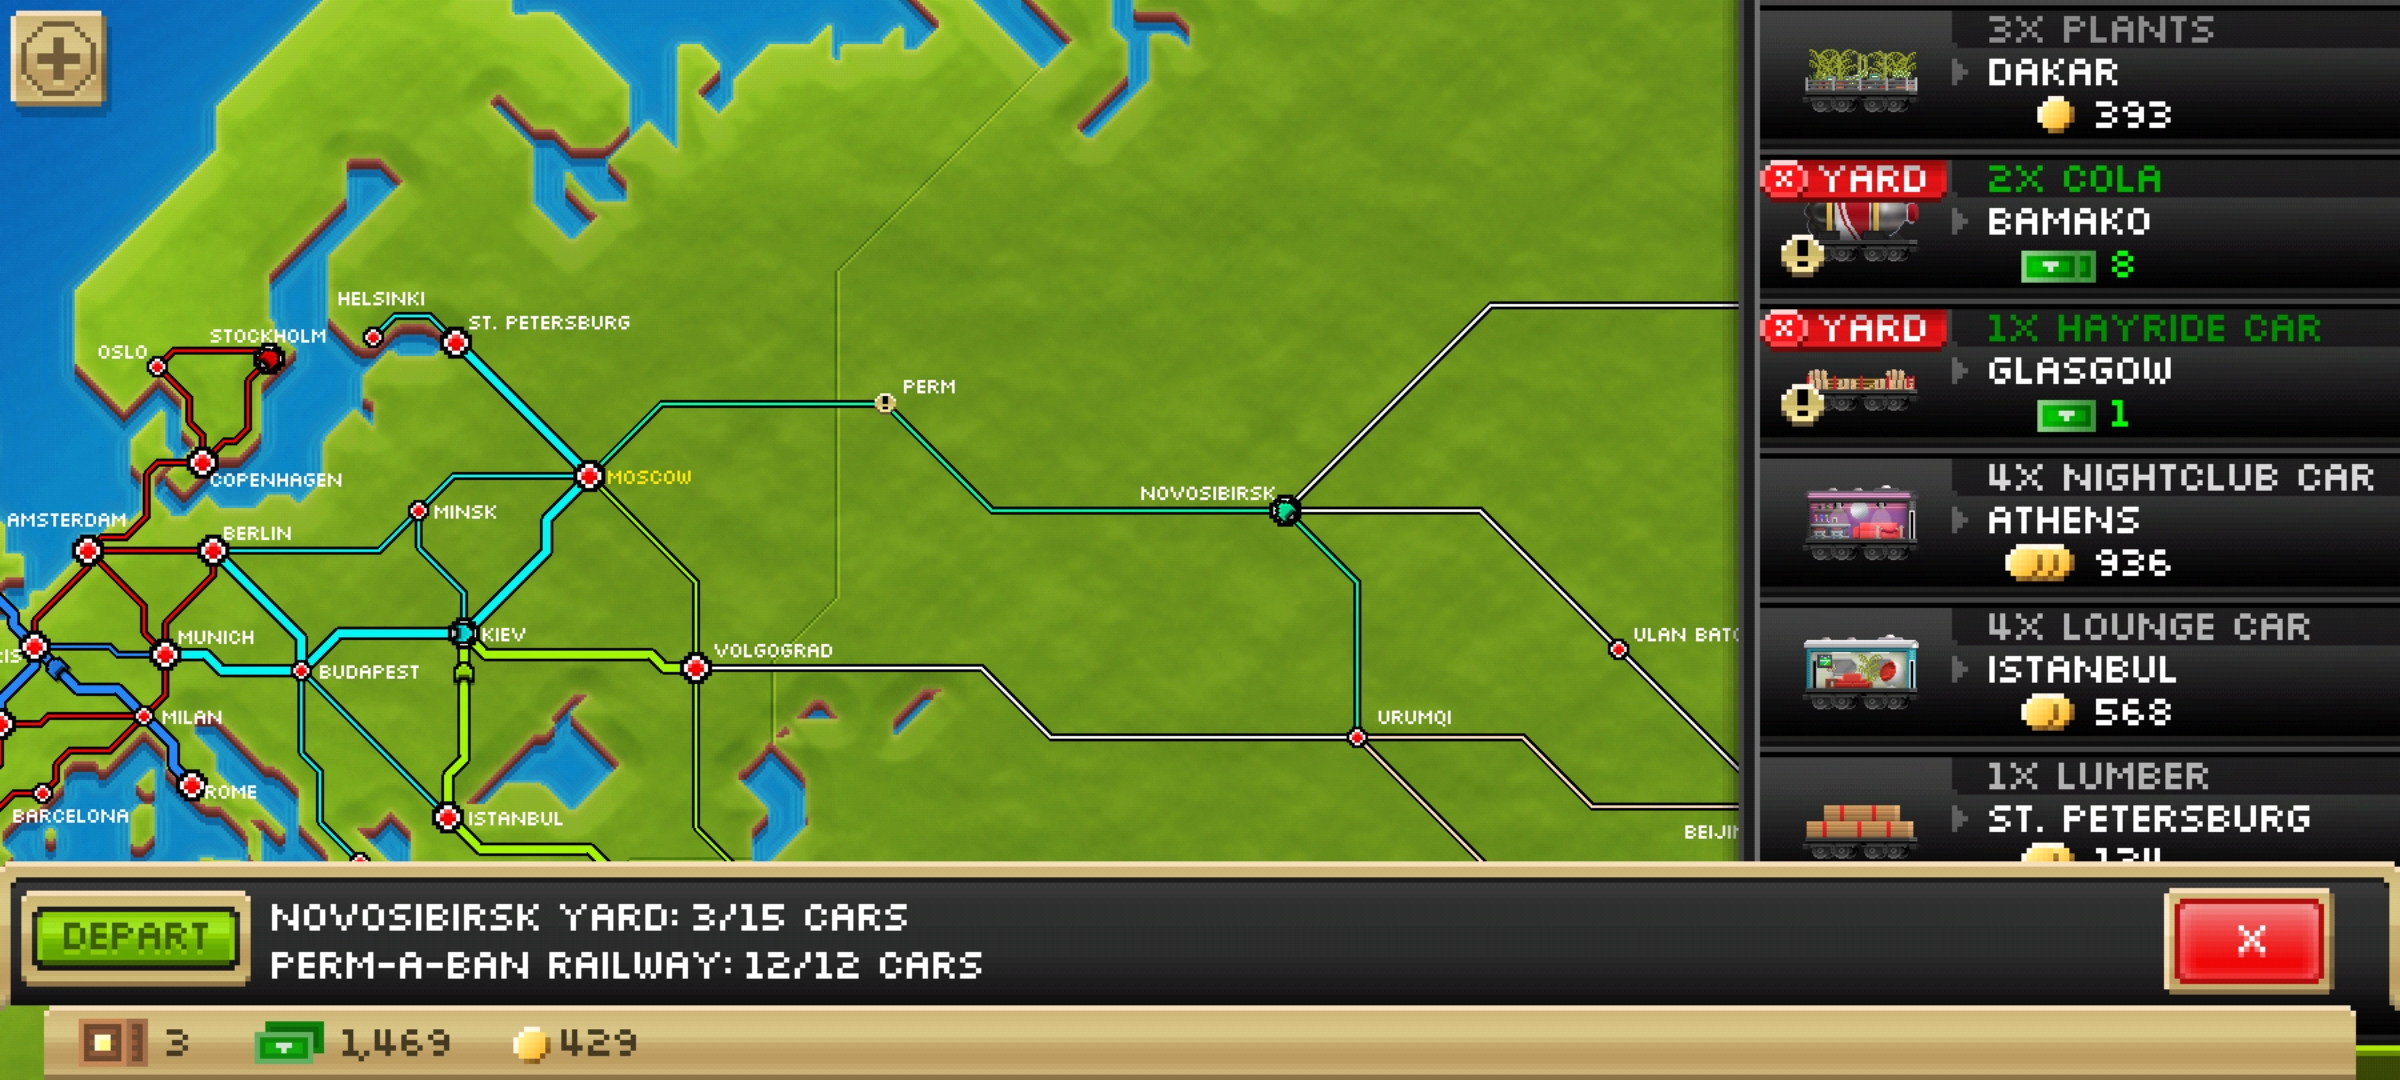 HELSINKI
ST. PETERSBURG
STOCKHOLM
OSLO
PERM
MOSCOW
COPENHAGEN
NOVOSIBIRSK
MINSK
AMSTERDAM
BERLIN
MUNICH
KIEV
ULAN BATO
VOLGOGRAD
BUDAPEST
MILAN
URUMQI
ROME
BARCELONA
ISTANBUL
BEIJIN
3X PLANTS
DAKAR
393
YARD
2X COLA
BAMAKO
8
YARD
1X HAYRIDE CAR
GLASGOW
1
4X NIGHTCLUB CAR
ATHENS
936
4X LOUNGE CAR
ISTANBUL
568
1X LUMBER
ST. PETERSBURG
DEPART
NOVOSIBIRSK YARD: 3/15 CARS
PERM-A-BAN RAILWAY: 12/12 CARS
X
3
1,469
429